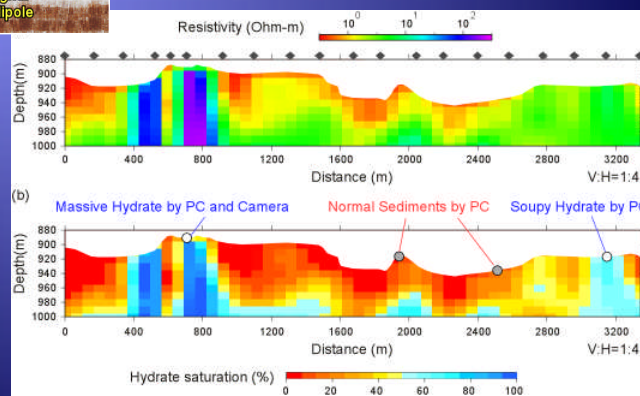 dipole
Resistivity (Ohm-m)
10⁰ 10¹ 10²
Depth(m)
880
900
920
940
960
980
1000
0 400 800 1200 1600 2000 2400 2800 3200
Distance (m)
V:H=1:4
(b)
Massive Hydrate by PC and Camera
Normal Sediments by PC
Soupy Hydrate by
Depth(m)
880
900
920
940
960
980
1000
0 400 800 1200 1600 2000 2400 2800 3200
Distance (m)
V:H=1:4
Hydrate saturation (%)
0 20 40 60 80 100